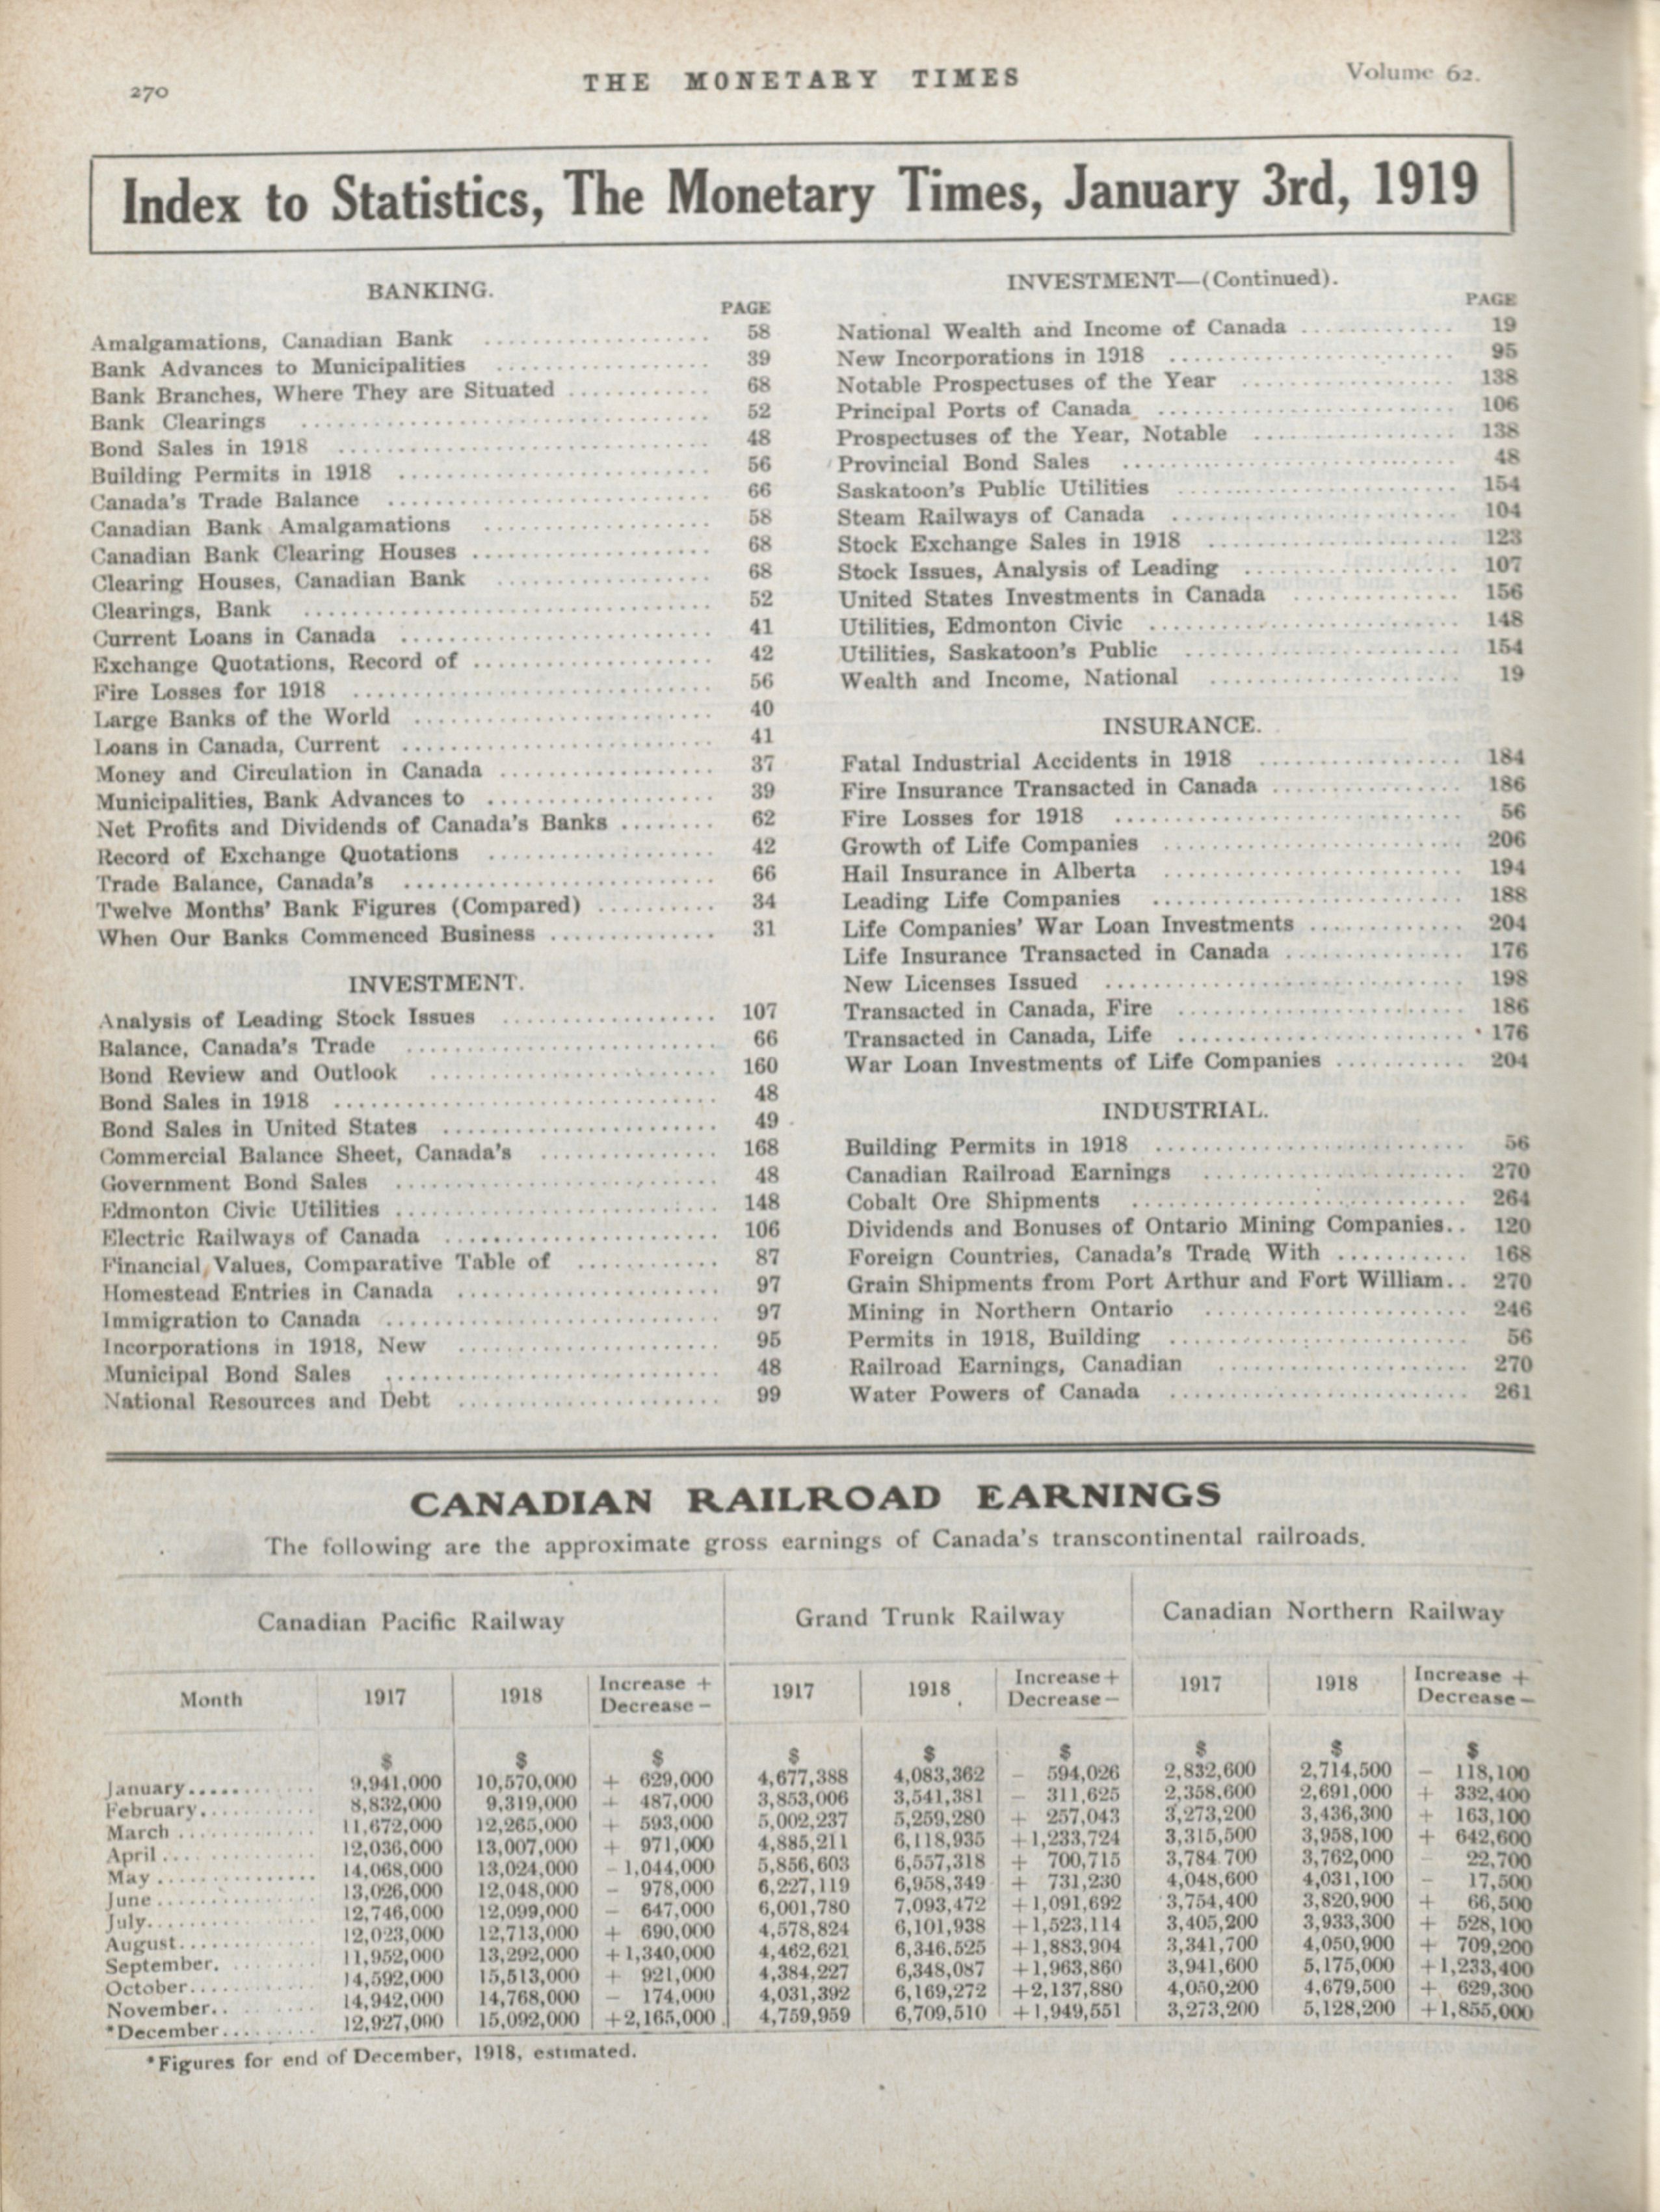 270
THE MONETARY TIMES
Volume 62.
Index to Statistics, The Monetary Times, January 3rd, 1919
BANKING.
PAGE
Amalgamations, Canadian Bank .................. 58
Bank Advances to Municipalities .................. 39
Bank Branches, Where They are Situated ............ 68
Bank Clearings .................. 52
Bond Sales in 1918 .................. 48
Building Permits in 1918 .................. 56
Canada's Trade Balance .................. 66
Canadian Bank Amalgamations .................. 58
Canadian Bank Clearing Houses .................. 68
Clearing Houses, Canadian Bank .................. 68
Clearings, Bank .................. 52
Current Loans in Canada .................. 41
Exchange Quotations, Record of .................. 42
Fire Losses for 1918 .................. 56
Large Banks of the World .................. 40
Loans in Canada, Current .................. 41
Money and Circulation in Canada .................. 37
Municipalities, Bank Advances to .................. 39
Net Profits and Dividends of Canada's Banks ........ 62
Record of Exchange Quotations .................. 42
Trade Balance, Canada's .................. 66
Twelve Months' Bank Figures (Compared) .......... 34
When Our Banks Commenced Business .............. 31
INVESTMENT.
Analysis of Leading Stock Issues .................. 107
Balance, Canada's Trade .................. 66
Bond Review and Outlook .................. 160
Bond Sales in 1918 .................. 48
Bond Sales in United States .................. 49
Commercial Balance Sheet, Canada's ............... 168
Government Bond Sales .................. 48
Edmonton Civic Utilities .................. 148
Electric Railways of Canada .................. 106
Financial Values, Comparative Table of ............ 87
Homestead Entries in Canada .................. 97
Immigration to Canada .................. 97
Incorporations in 1918, New .................. 95
Municipal Bond Sales .................. 48
National Resources and Debt .................. 99
INVESTMENT—(Continued).
PAGE
National Wealth and Income of Canada ............. 19
New Incorporations in 1918 .................. 95
Notable Prospectuses of the Year .................. 138
Principal Ports of Canada .................. 106
Prospectuses of the Year, Notable ................. 138
Provincial Bond Sales .................. 48
Saskatoon's Public Utilities .................. 154
Steam Railways of Canada .................. 104
Stock Exchange Sales in 1918 .................. 123
Stock Issues, Analysis of Leading .................. 107
United States Investments in Canada .............. 156
Utilities, Edmonton Civic .................. 148
Utilities, Saskatoon's Public .................. 154
Wealth and Income, National .................. 19
INSURANCE.
Fatal Industrial Accidents in 1918 ................. 184
Fire Insurance Transacted in Canada ................ 186
Fire Losses for 1918 .................. 56
Growth of Life Companies .................. 206
Hail Insurance in Alberta .................. 194
Leading Life Companies .................. 188
Life Companies' War Loan Investments ............. 204
Life Insurance Transacted in Canada ............... 176
New Licenses Issued .................. 198
Transacted in Canada, Fire .................. 186
Transacted in Canada, Life .................. 176
War Loan Investments of Life Companies ........... 204
INDUSTRIAL.
Building Permits in 1918 .................. 56
Canadian Railroad Earnings .................. 270
Cobalt Ore Shipments .................. 264
Dividends and Bonuses of Ontario Mining Companies.. 120
Foreign Countries, Canada's Trade With ........... 168
Grain Shipments from Port Arthur and Fort William.. 270
Mining in Northern Ontario .................. 246
Permits in 1918, Building .................. 56
Railroad Earnings, Canadian .................. 270
Water Powers of Canada .................. 261
CANADIAN RAILROAD EARNINGS
The following are the approximate gross earnings of Canada's transcontinental railroads.
Canadian Pacific Railway Grand Trunk Railway Canadian Northern Railway
Month 1917 1918 Increase + Decrease − 1917 1918 Increase + Decrease − 1917 1918 Increase + Decrease −
$ $ $ $ $ $ $ $ $
January 9,941,000 10,570,000 + 629,000 4,677,388 4,083,362 − 594,026 2,832,600 2,714,500 − 118,100
February 8,832,000 9,319,000 + 487,000 3,853,006 3,541,381 − 311,625 2,358,600 2,691,000 + 332,400
March 11,672,000 12,265,000 + 593,000 5,002,237 5,259,280 + 257,043 3,273,200 3,436,300 + 163,100
April 12,036,000 13,007,000 + 971,000 4,885,211 6,118,935 +1,233,724 3,315,500 3,958,100 + 642,600
May 14,068,000 13,024,000 −1,044,000 5,856,603 6,557,318 + 700,715 3,784.700 3,762,000 − 22,700
June 13,026,000 12,048,000 − 978,000 6,227,119 6,958,349 + 731,230 4,048,600 4,031,100 − 17,500
July 12,746,000 12,099,000 − 647,000 6,001,780 7,093,472 +1,091,692 3,754,400 3,820,900 + 66,500
August 12,023,000 12,713,000 + 690,000 4,578,824 6,101,938 +1,523,114 3,405,200 3,933,300 + 528,100
September 11,952,000 13,292,000 +1,340,000 4,462,621 6,346.525 +1,883,904 3,341,700 4,050,900 + 709,200
October 14,592,000 15,513,000 + 921,000 4,384,227 6,348,087 +1,963,860 3,941,600 5,175,000 +1,233,400
November 14,942,000 14,768,000 − 174,000 4,031,392 6,169,272 +2,137,880 4,050,200 4,679,500 + 629,300
*December 12,927,000 15,092,000 +2,165,000 4,759,959 6,709,510 +1,949,551 3,273,200 5,128,200 +1,855,000
*Figures for end of December, 1918, estimated.